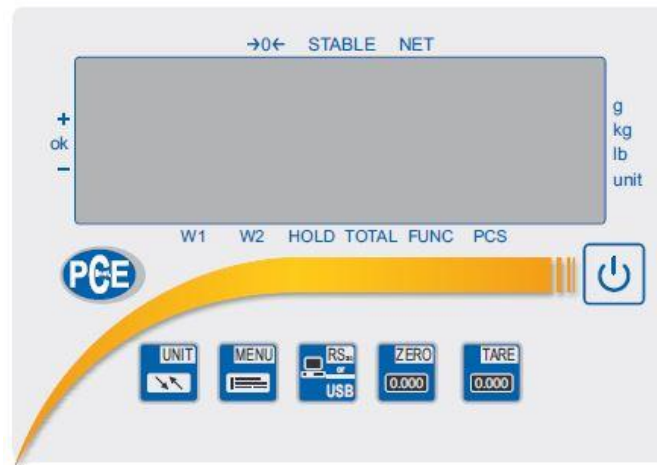 →0← STABLE NET
+
ok
−
g
kg
lb
unit
W1 W2 HOLD TOTAL FUNC PCS
PCE
UNIT MENU RS232 ZERO TARE
or
0.000 0.000
USB